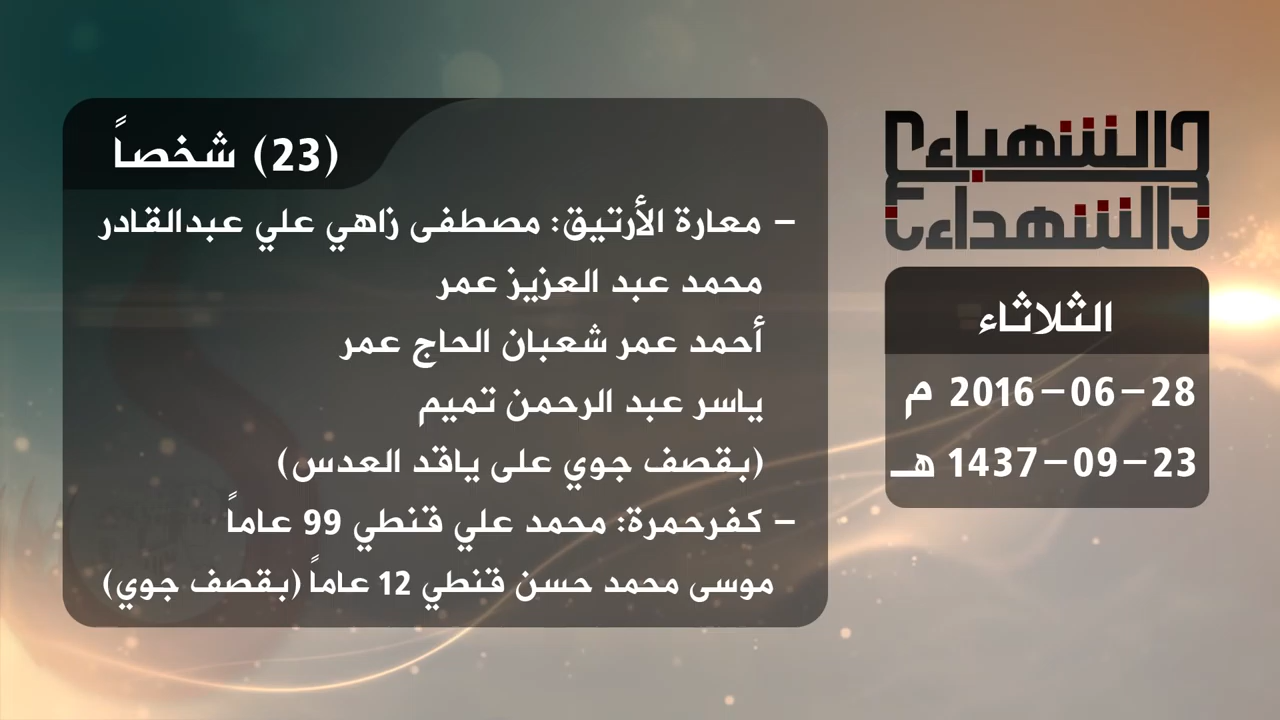 والشهباء
والشهداء
الثلاثاء
28-06-2016 م
23-09-1437 هـ
(23) شخصاً
- معارة الأرتيق: مصطفى زاهي علي عبدالقادر
محمد عبد العزيز عمر
أحمد عمر شعبان الحاج عمر
ياسر عبد الرحمن تميم
(بقصف جوي على ياقد العدس)
- كفرحمرة: محمد علي قنطي 99 عاماً
موسى محمد حسن قنطي 12 عاماً (بقصف جوي)